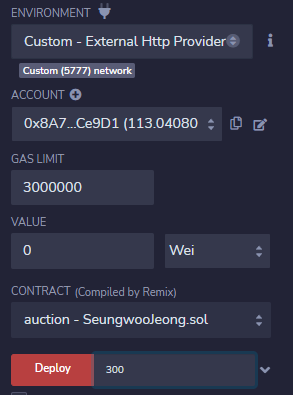 ENVIRONMENT
Custom - External Http Provider
Custom (5777) network
ACCOUNT
0x8A7...Ce9D1 (113.04080
GAS LIMIT
3000000
VALUE
0 Wei
CONTRACT (Compiled by Remix)
auction - SeungwooJeong.sol
Deploy 300